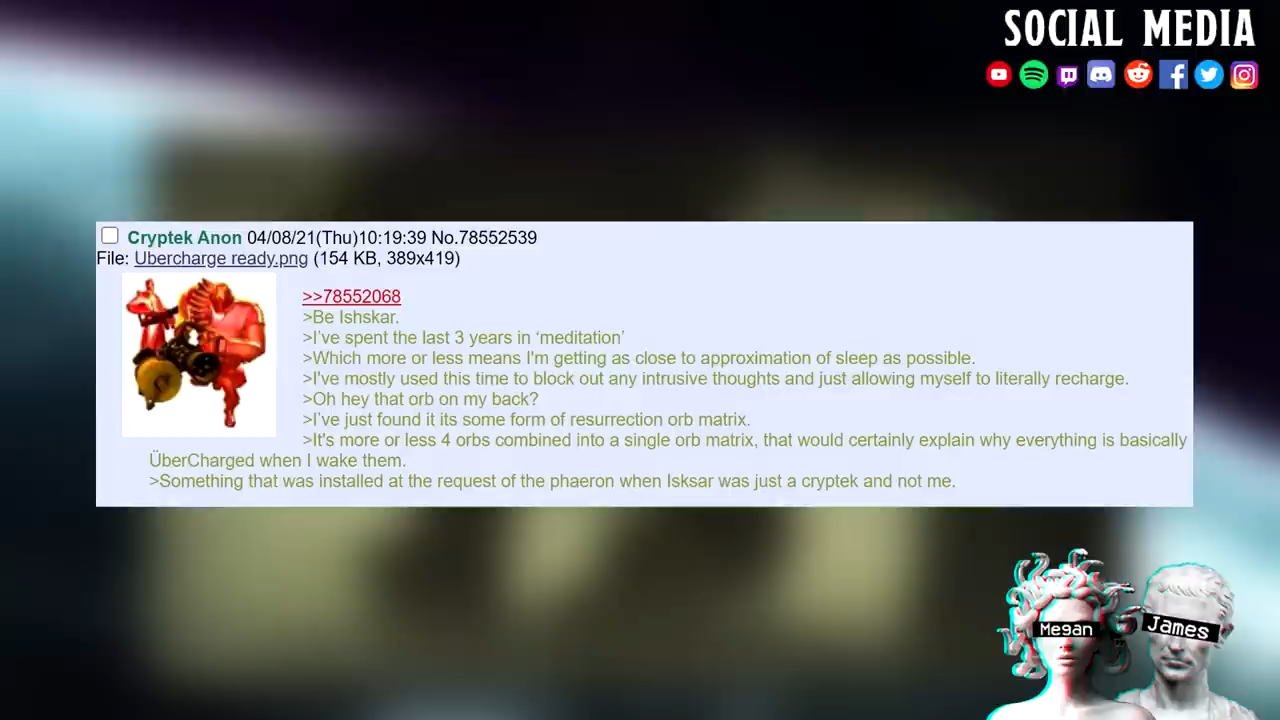 SOCIAL MEDIA
Cryptek Anon 04/08/21(Thu)10:19:39 No.78552539
File: Ubercharge ready.png (154 KB, 389x419)
>>78552068
>Be Ishskar.
>I’ve spent the last 3 years in ‘meditation’
>Which more or less means I'm getting as close to approximation of sleep as possible.
>I've mostly used this time to block out any intrusive thoughts and just allowing myself to literally recharge.
>Oh hey that orb on my back?
>I’ve just found it its some form of resurrection orb matrix.
>It's more or less 4 orbs combined into a single orb matrix, that would certainly explain why everything is basically
ÜberCharged when I wake them.
>Something that was installed at the request of the phaeron when Isksar was just a cryptek and not me.
Megan
James